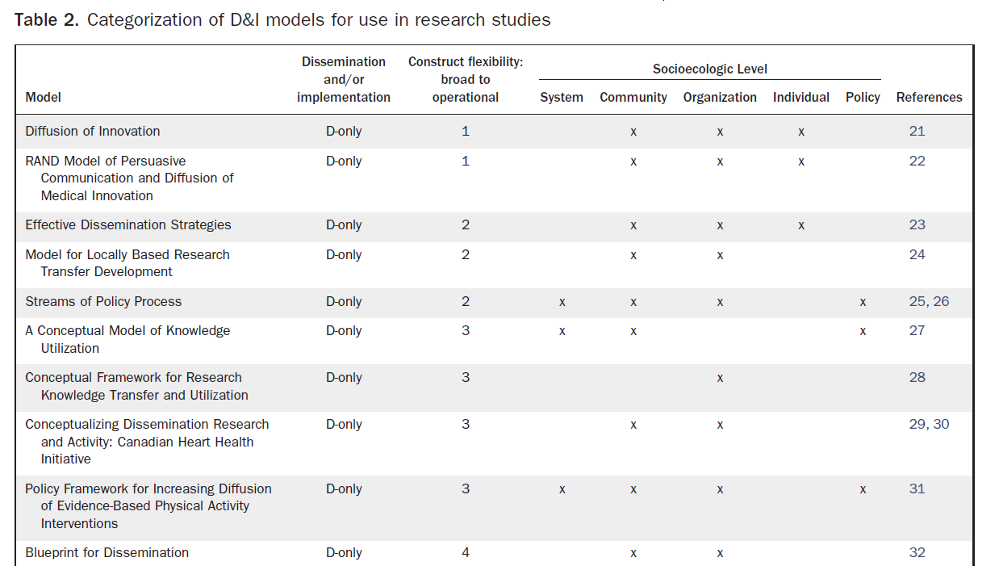 Table 2. Categorization of D&I models for use in research studies
Dissemination Construct flexibility: Socioecologic Level
and/or broad to
Model implementation operational System Community Organization Individual Policy References
Diffusion of Innovation D-only 1 x x x 21
RAND Model of Persuasive D-only 1 x x x 22
Communication and Diffusion of
Medical Innovation
Effective Dissemination Strategies D-only 2 x x x 23
Model for Locally Based Research D-only 2 x x 24
Transfer Development
Streams of Policy Process D-only 2 x x x x 25, 26
A Conceptual Model of Knowledge D-only 3 x x x 27
Utilization
Conceptual Framework for Research D-only 3 x 28
Knowledge Transfer and Utilization
Conceptualizing Dissemination Research D-only 3 x x 29, 30
and Activity: Canadian Heart Health
Initiative
Policy Framework for Increasing Diffusion D-only 3 x x x x 31
of Evidence-Based Physical Activity
Interventions
Blueprint for Dissemination D-only 4 x x 32